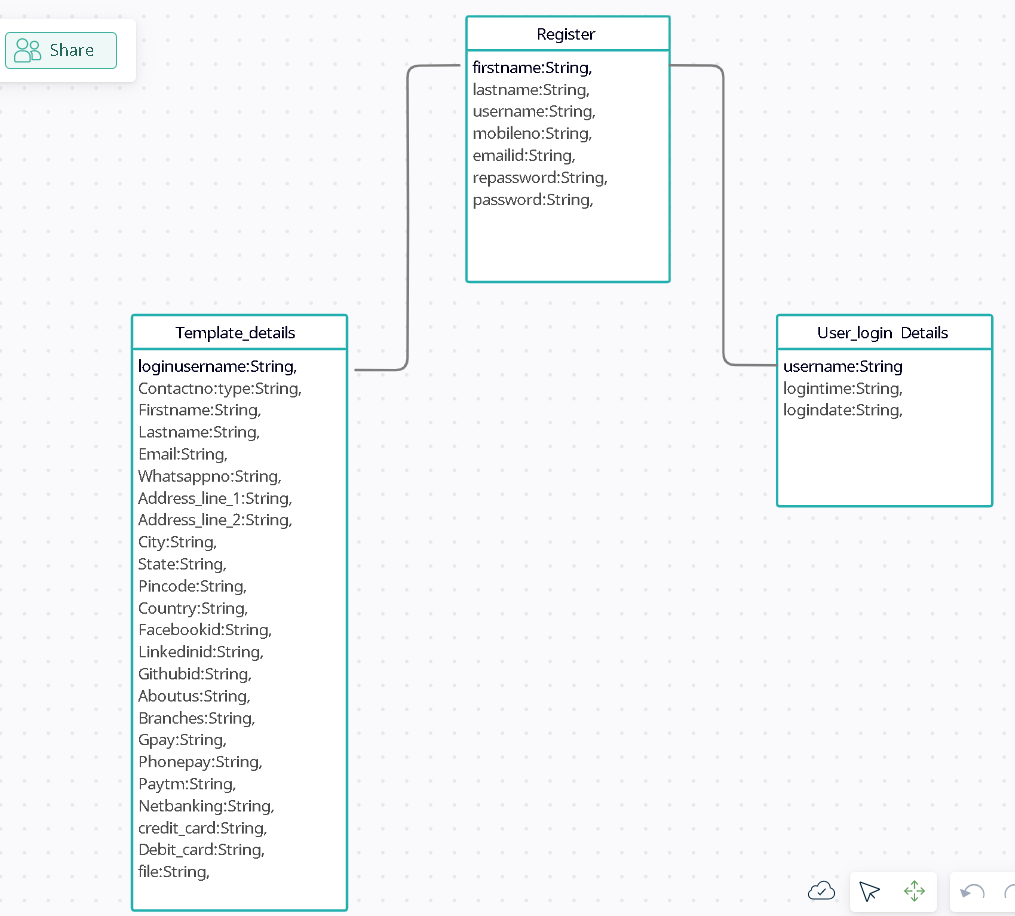 Share
Register
firstname:String,
lastname:String,
username:String,
mobileno:String,
emailid:String,
repassword:String,
password:String,
Template_details
loginusername:String,
Contactno:type:String,
Firstname:String,
Lastname:String,
Email:String,
Whatsappno:String,
Address_line_1:String,
Address_line_2:String,
City:String,
State:String,
Pincode:String,
Country:String,
Facebookid:String,
Linkedinid:String,
Githubid:String,
Aboutus:String,
Branches:String,
Gpay:String,
Phonepay:String,
Paytm:String,
Netbanking:String,
credit_card:String,
Debit_card:String,
file:String,
User_login  Details
username:String
logintime:String,
logindate:String,